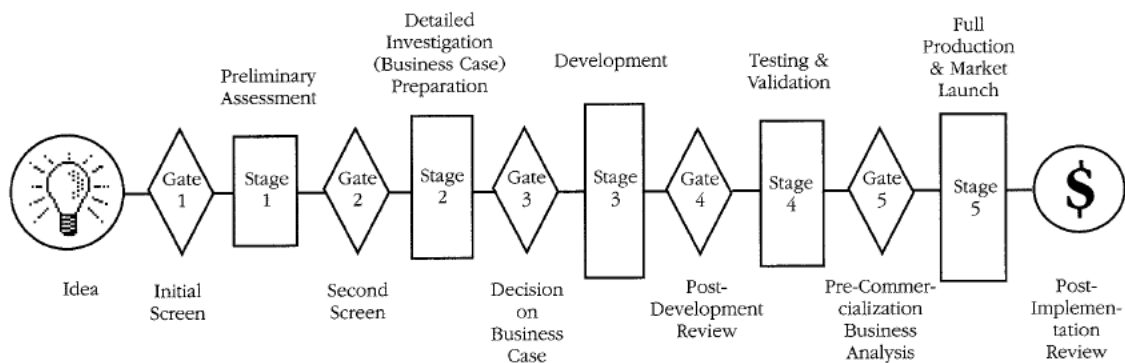 Preliminary
Assessment
Detailed
Investigation
(Business Case)
Preparation
Development
Testing &
Validation
Full
Production
& Market
Launch
Gate
1
Stage
1
Gate
2
Stage
2
Gate
3
Stage
3
Gate
4
Stage
4
Gate
5
Stage
5
$
Idea
Initial
Screen
Second
Screen
Decision
on
Business
Case
Post-
Development
Review
Pre-Commer-
cialization
Business
Analysis
Post-
Implemen-
tation
Review